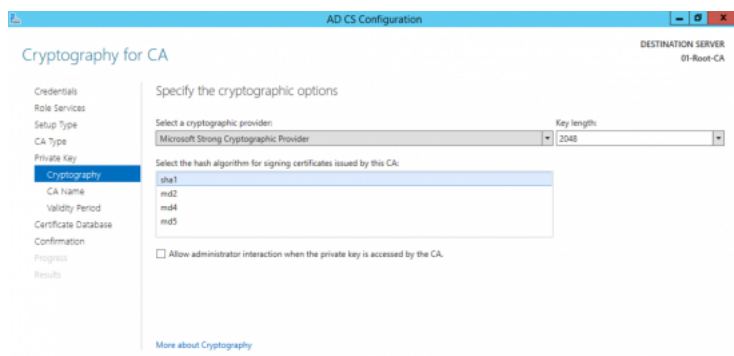 AD CS Configuration
Cryptography for CA
DESTINATION SERVER
01-Root-CA
Credentials
Role Services
Setup Type
CA Type
Private Key
Cryptography
CA Name
Validity Period
Certificate Database
Confirmation
Progress
Results
Specify the cryptographic options
Select a cryptographic provider:
Key length:
Microsoft Strong Cryptographic Provider
2048
Select the hash algorithm for signing certificates issued by this CA:
sha1
md2
md4
md5
Allow administrator interaction when the private key is accessed by the CA.
More about Cryptography